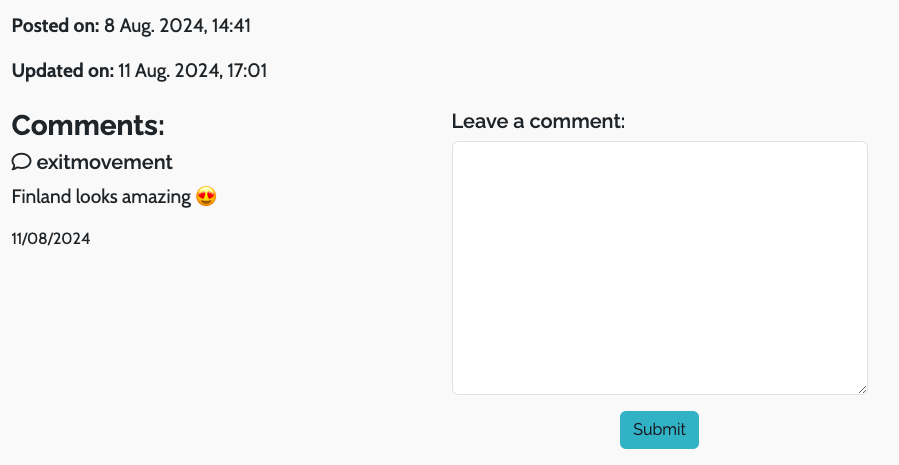 Posted on: 8 Aug. 2024, 14:41
Updated on: 11 Aug. 2024, 17:01
Comments:
exitmovement
Finland looks amazing 😍
11/08/2024
Leave a comment:
Submit